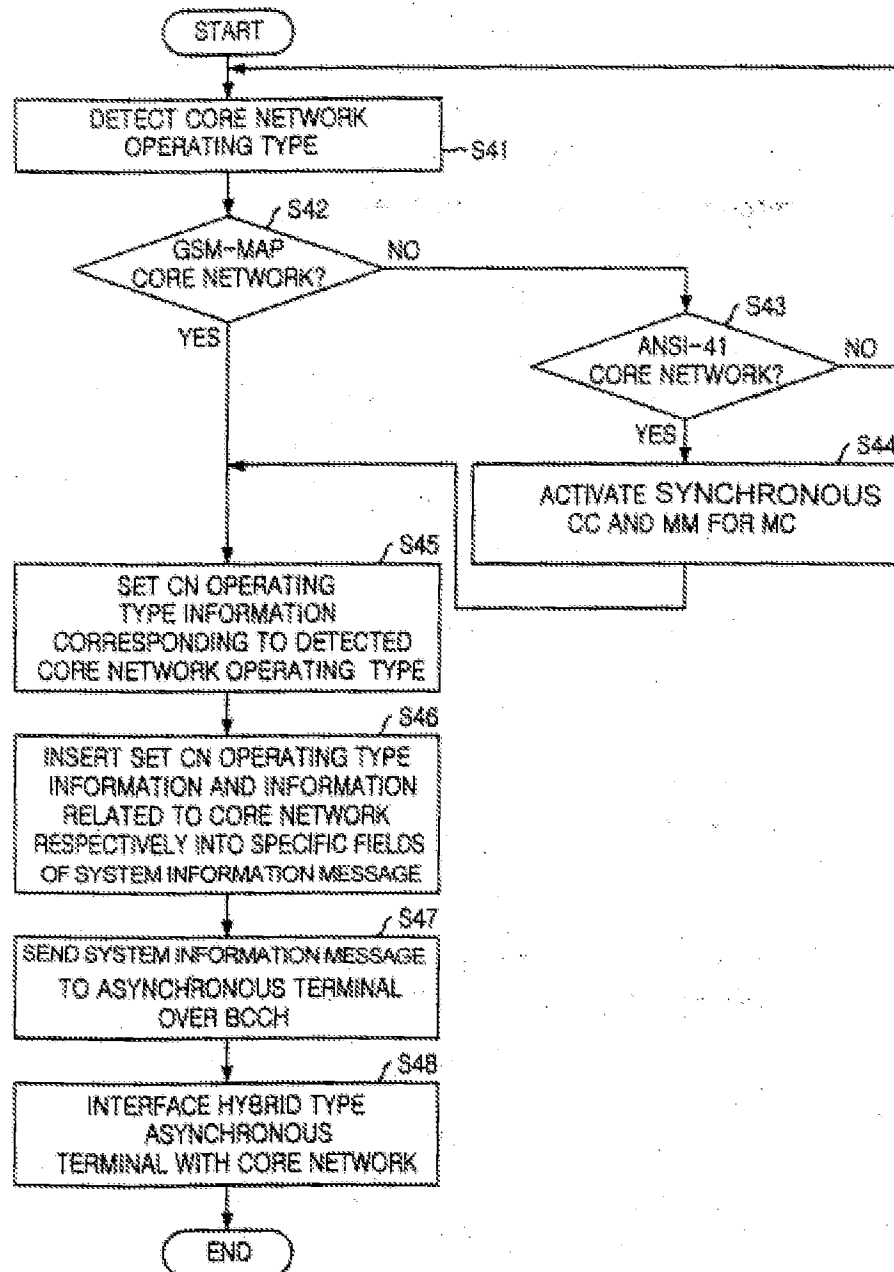 START
DETECT CORE NETWORK
OPERATING TYPE
S41
S42
GSM-MAP
CORE NETWORK?
NO
YES
S43
ANSI-41
CORE NETWORK?
NO
YES
S44
ACTIVATE SYNCHRONOUS
CC AND MM FOR MC
S45
SET CN OPERATING
TYPE INFORMATION
CORRESPONDING TO DETECTED
CORE NETWORK OPERATING TYPE
S46
INSERT SET CN OPERATING TYPE
INFORMATION AND INFORMATION
RELATED TO CORE NETWORK
RESPECTIVELY INTO SPECIFIC FIELDS
OF SYSTEM INFORMATION MESSAGE
S47
SEND SYSTEM INFORMATION MESSAGE
TO ASYNCHRONOUS TERMINAL
OVER BCCH
S48
INTERFACE HYBRID TYPE
ASYNCHRONOUS
TERMINAL WITH CORE NETWORK
END